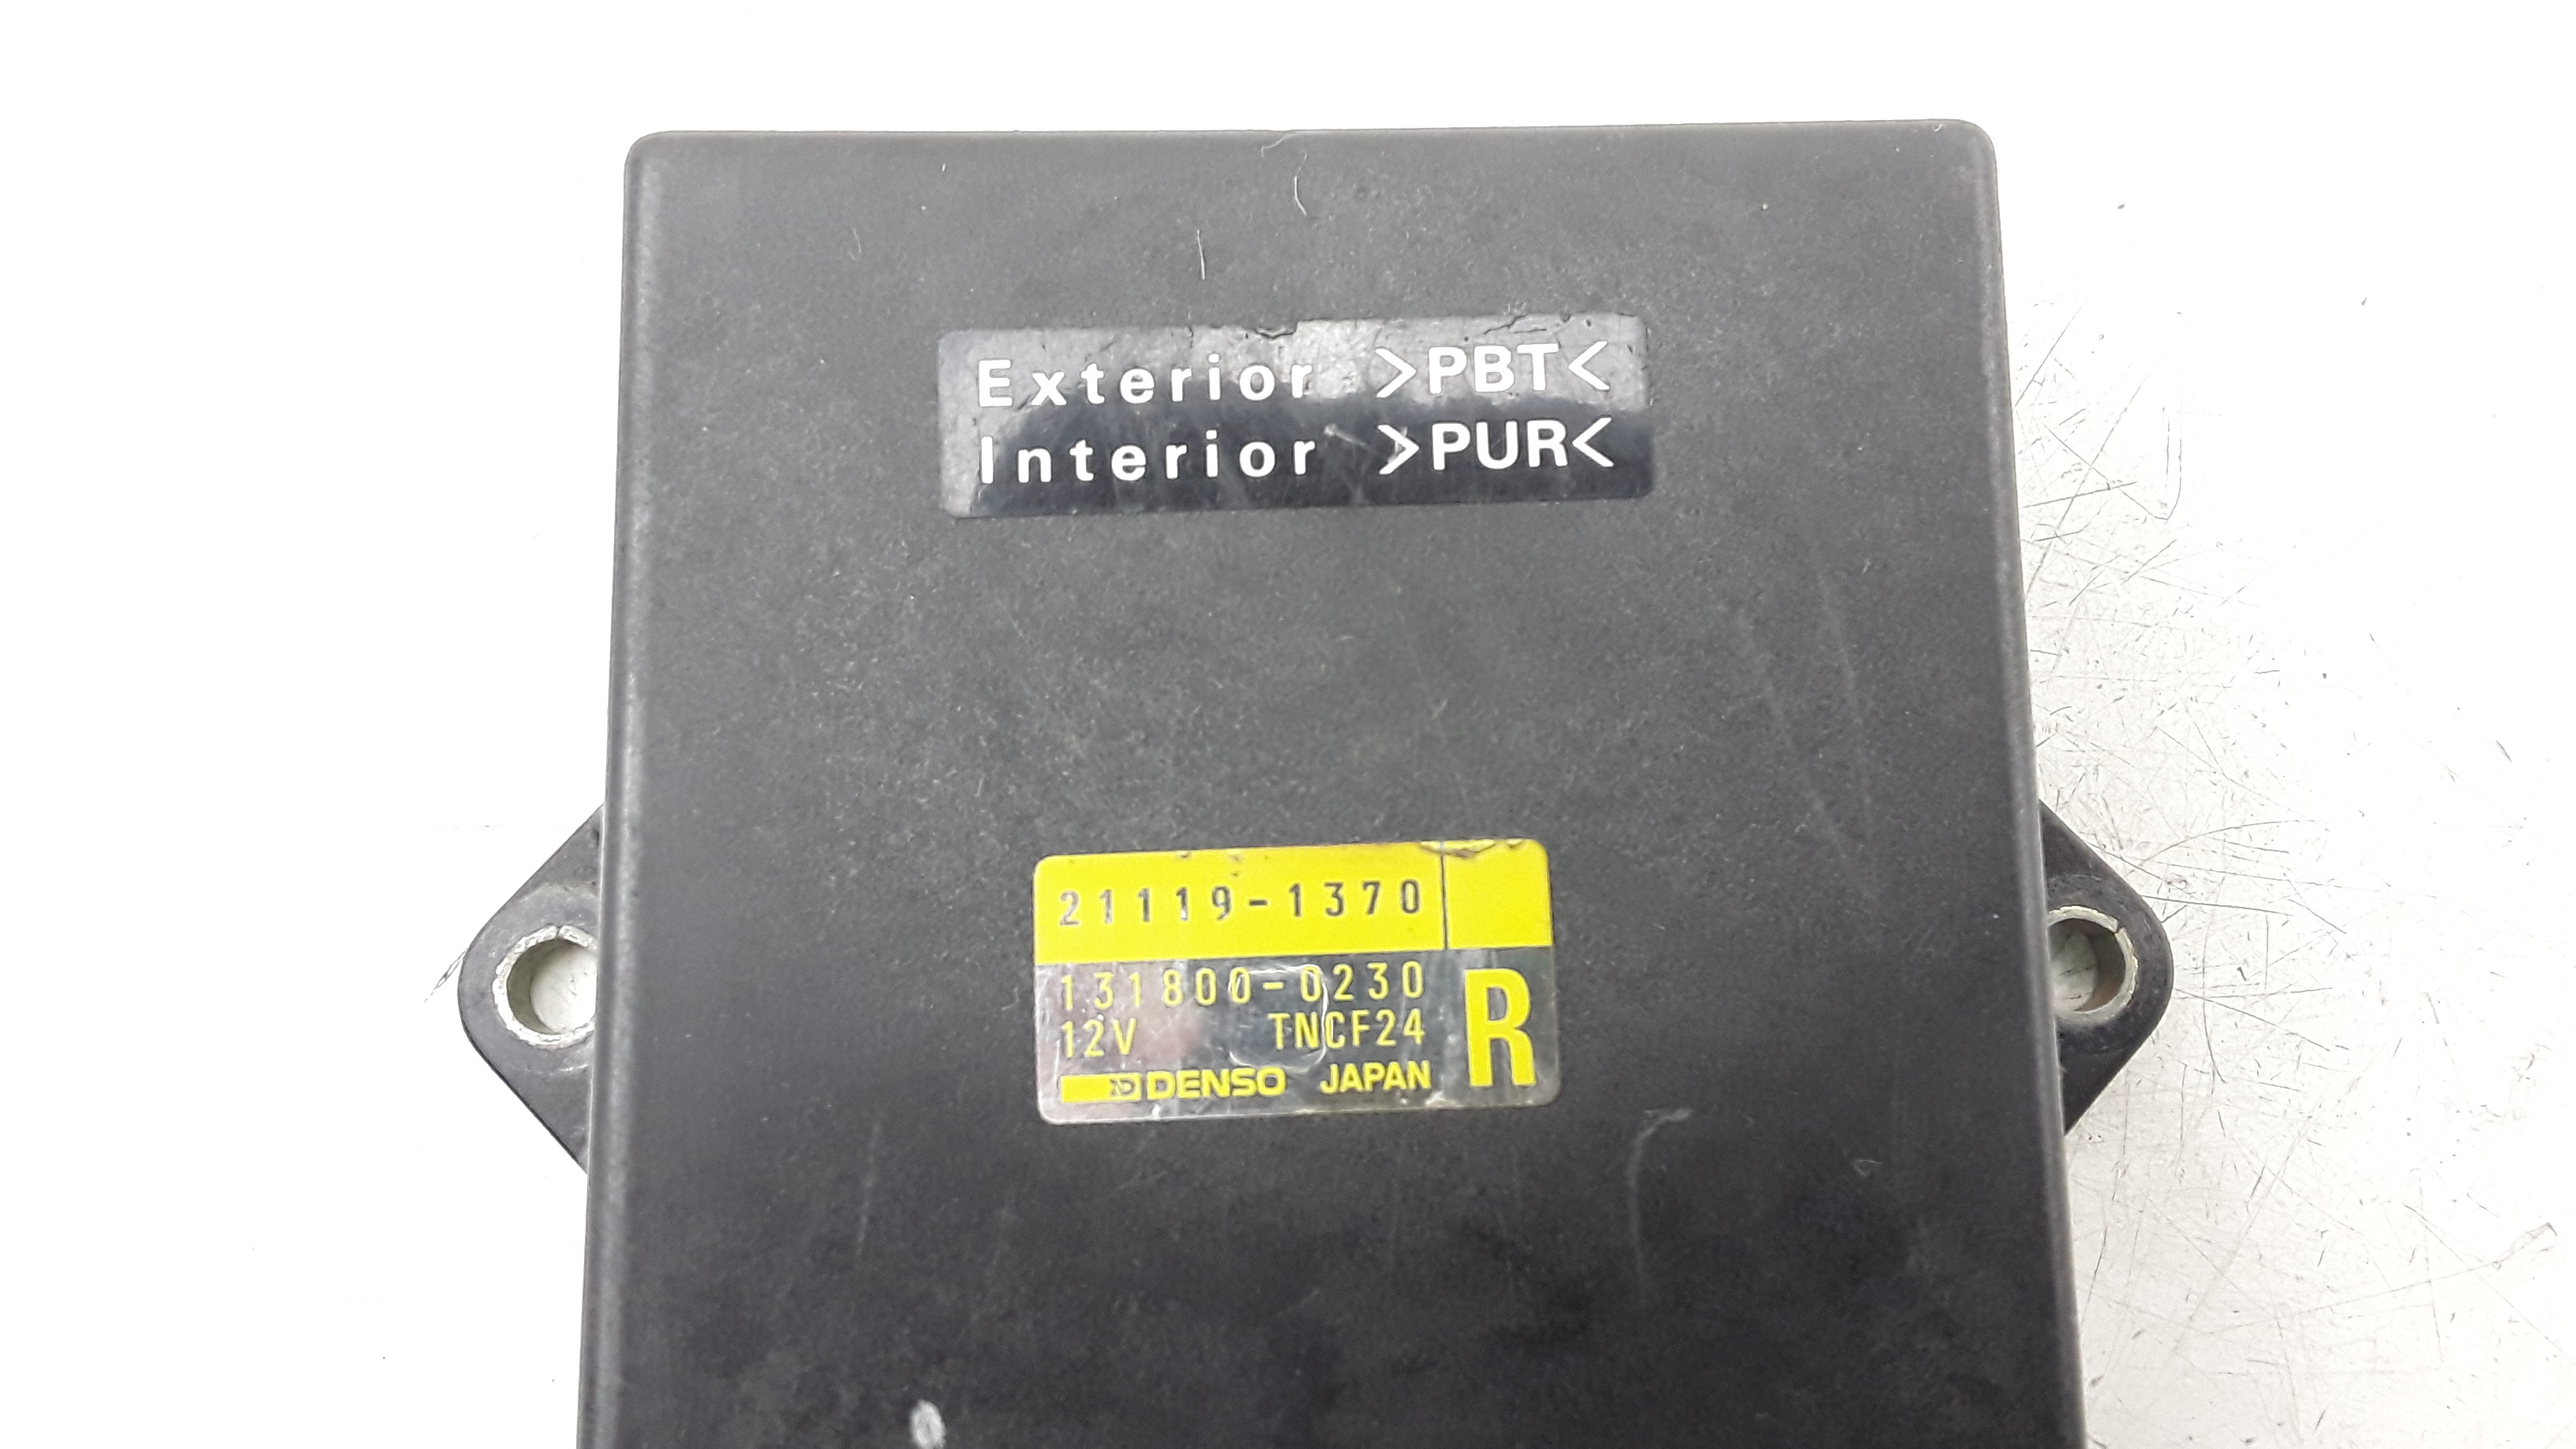 Exterior >PBT<
Interior >PUR<
21119-1370
131800-0230
12V TNCF24
DENSO JAPAN
R